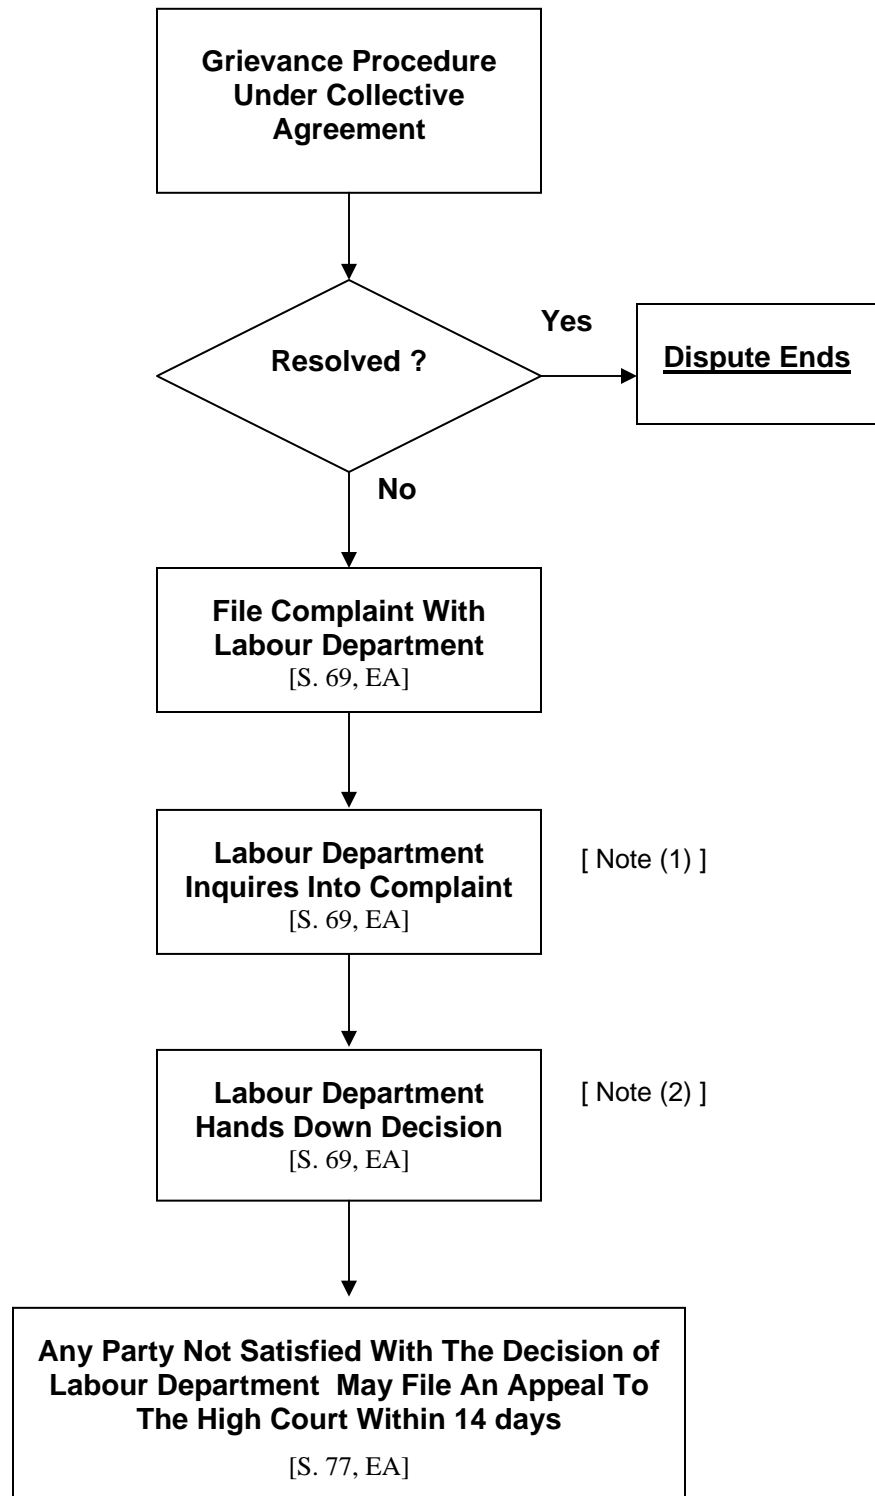 Grievance Procedure
Under Collective
Agreement
Resolved ?
Yes
Dispute Ends
No
File Complaint With
Labour Department
[S. 69, EA]
Labour Department
Inquires Into Complaint
[S. 69, EA]
[ Note (1) ]
Labour Department
Hands Down Decision
[S. 69, EA]
[ Note (2) ]
Any Party Not Satisfied With The Decision of
Labour Department May File An Appeal To
The High Court Within 14 days
[S. 77, EA]